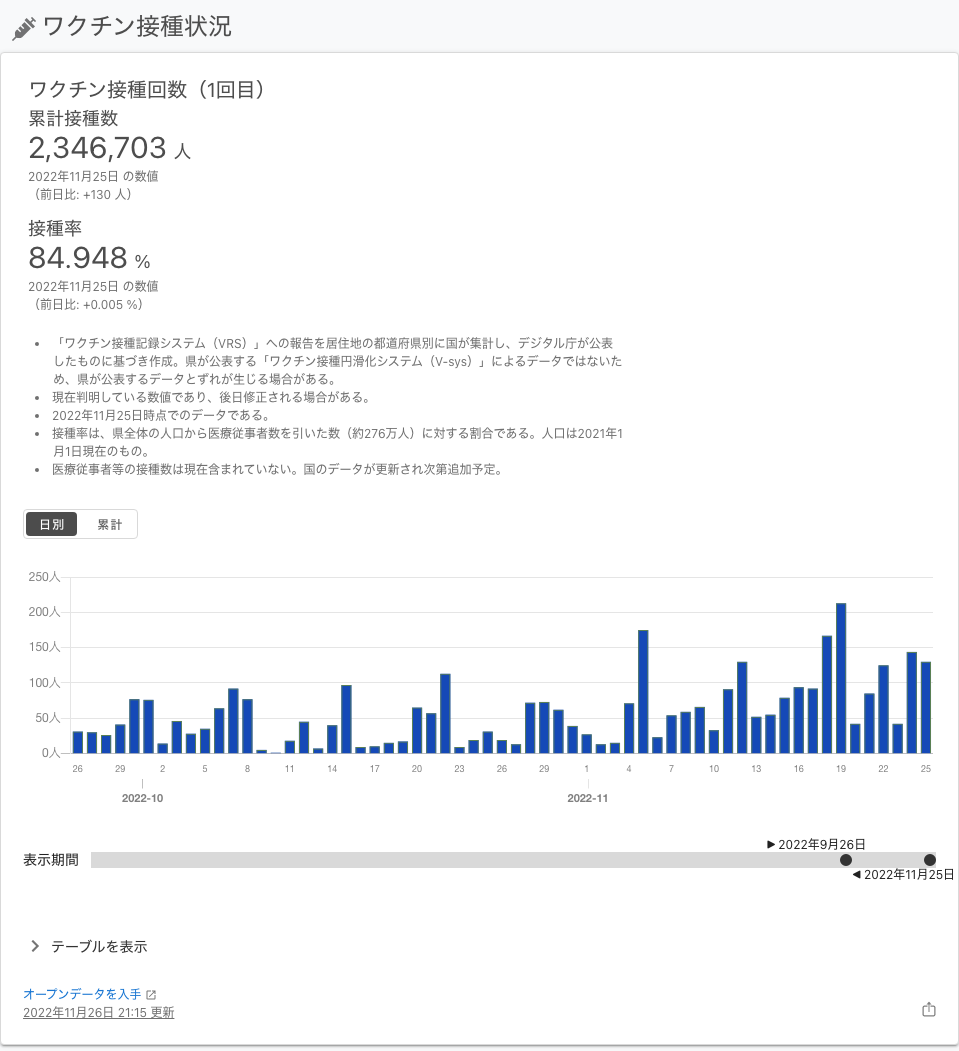 ワクチン接種状況
ワクチン接種回数（1回目）
累計接種数
2,346,703 人
2022年11月25日 の数値
（前日比: +130 人）
接種率
84.948 %
2022年11月25日 の数値
（前日比: +0.005 %）
• 「ワクチン接種記録システム（VRS）」への報告を居住地の都道府県別に国が集計し、デジタル庁が公表
したものに基づき作成。県が公表する「ワクチン接種円滑化システム（V-sys）」によるデータではないた
め、県が公表するデータとずれが生じる場合がある。
• 現在判明している数値であり、後日修正される場合がある。
• 2022年11月25日時点でのデータである。
• 接種率は、県全体の人口から医療従事者数を引いた数（約276万人）に対する割合である。人口は2021年1
月1日現在のもの。
• 医療従事者等の接種数は現在含まれていない。国のデータが更新され次第追加予定。
日別 累計
250人
200人
150人
100人
50人
0人
26 29 2 5 8 11 14 17 20 23 26 29 1 4 7 10 13 16 19 22 25
2022-10 2022-11
2022年9月26日
表示期間
2022年11月25日
テーブルを表示
オープンデータを入手
2022年11月26日 21:15 更新